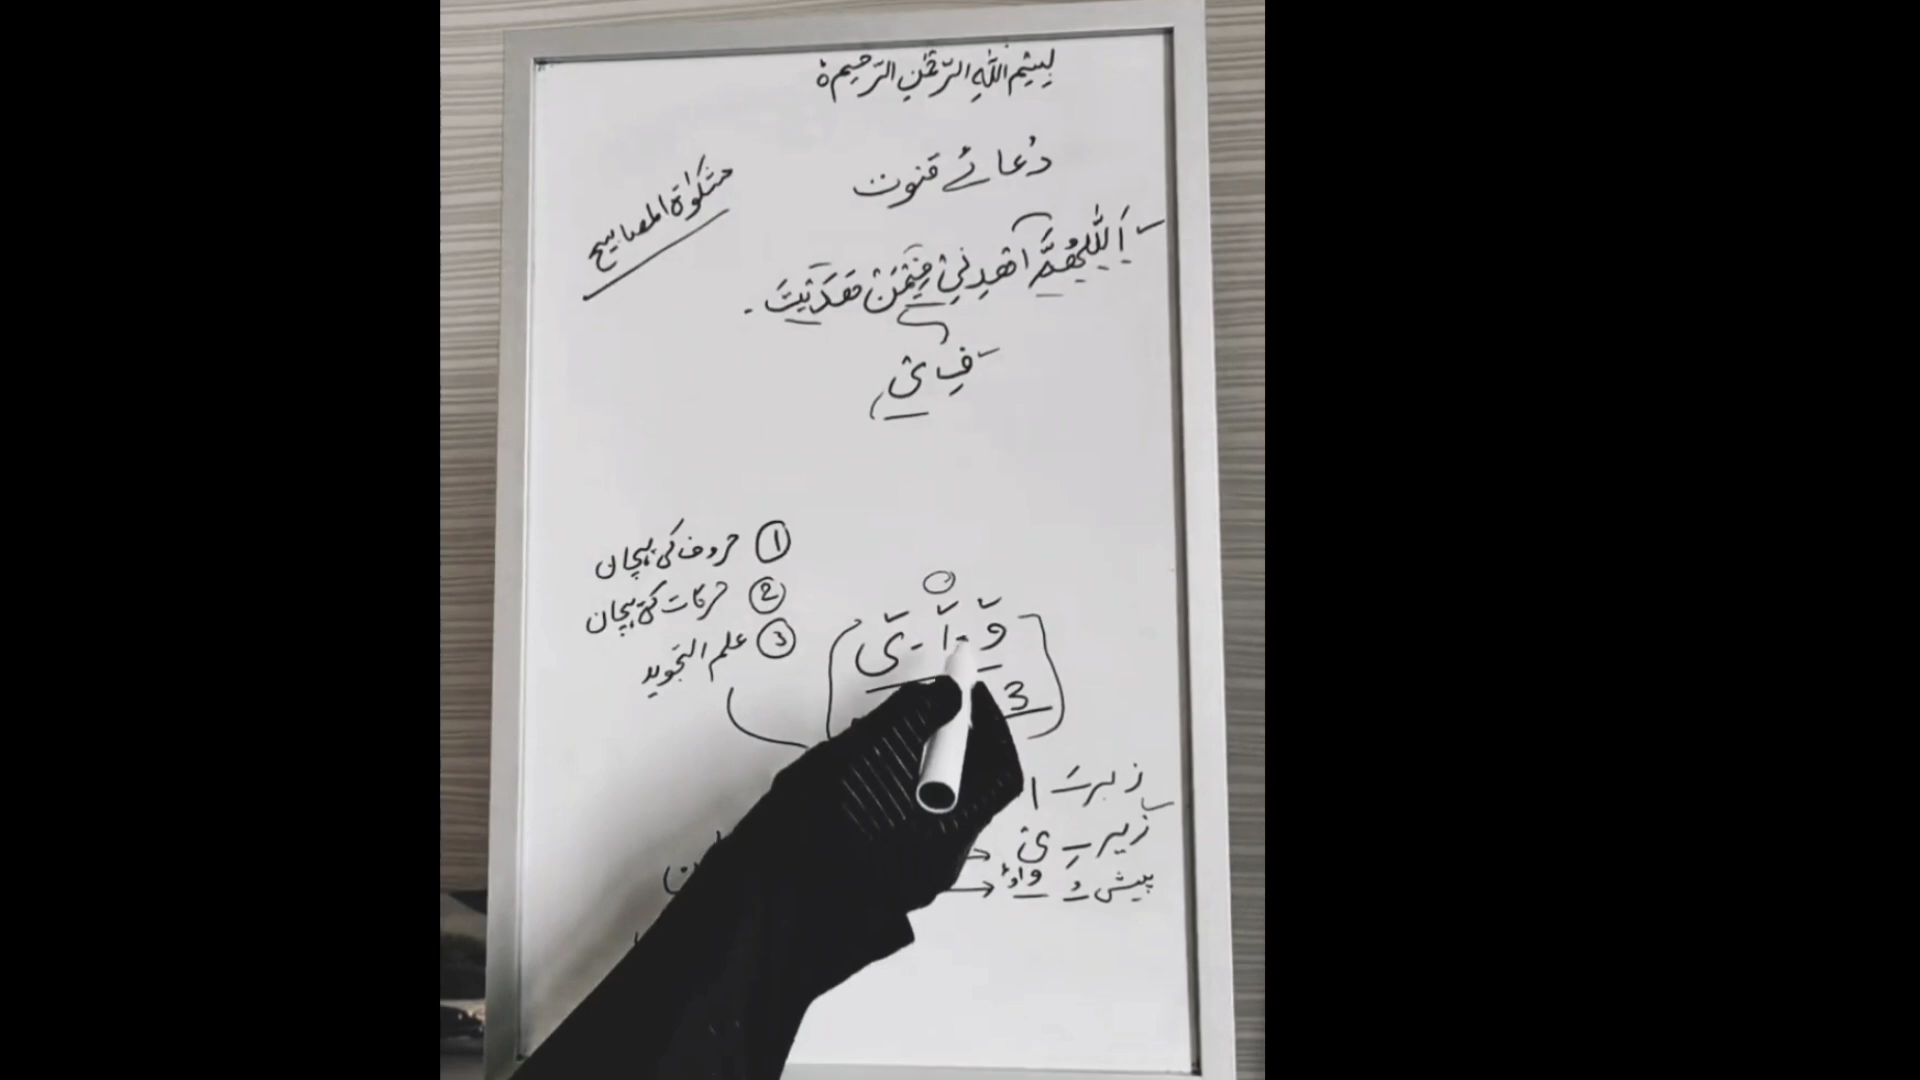 بِسْمِ اللّٰهِ الرَّحْمٰنِ الرَّحِيْمِ ۝
دُعائے قنوت
مشکوٰۃ المصابیح
اَللّٰهُمَّ اهْدِنِيْ فِيْمَنْ هَدَيْتَ ۔
فِ يْ
① حروف کی پہچان
② حرکات کی پہچان
③ علم التجوید
وَ - اَ - یَ
3
زبر َ ا
زیر ِ یْ
پیش ُ واؤ